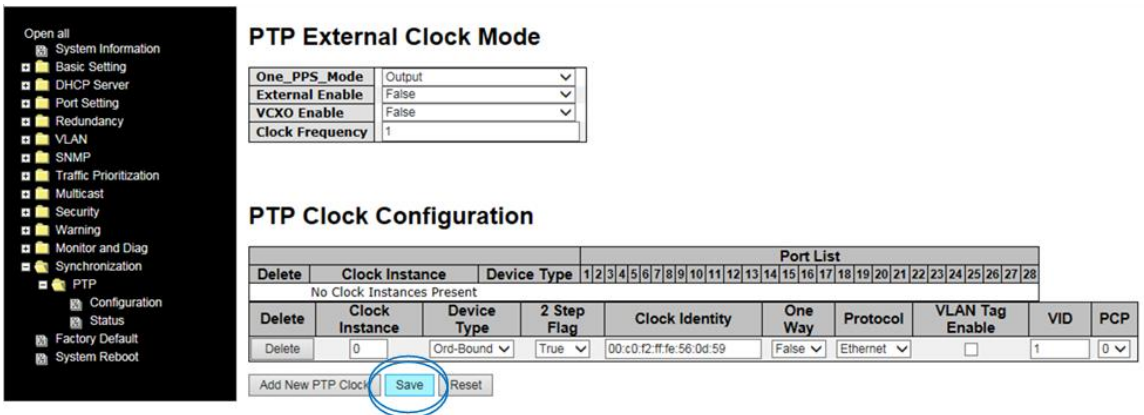 Open all
System Information
Basic Setting
DHCP Server
Port Setting
Redundancy
VLAN
SNMP
Traffic Prioritization
Multicast
Security
Warning
Monitor and Diag
Synchronization
PTP
Configuration
Status
Factory Default
System Reboot
PTP External Clock Mode
One_PPS_Mode Output
External Enable False
VCXO Enable False
Clock Frequency 1
PTP Clock Configuration
Port List
Delete Clock Instance Device Type 1 2 3 4 5 6 7 8 9 10 11 12 13 14 15 16 17 18 19 20 21 22 23 24 25 26 27 28
No Clock Instances Present
Delete Clock Instance Device Type 2 Step Flag Clock Identity One Way Protocol VLAN Tag Enable VID PCP
Delete 0 Ord-Bound True 00:c0:f2:ff:fe:56:0d:59 False Ethernet 1 0
Add New PTP Clock Save Reset